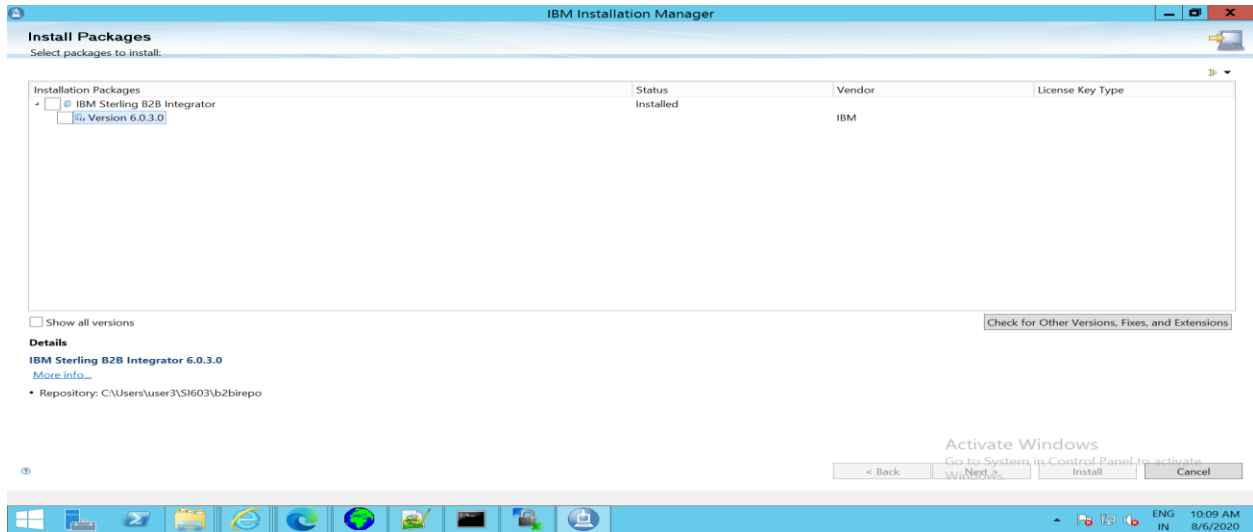 IBM Installation Manager
Install Packages
Select packages to install:
Installation Packages Status Vendor License Key Type
IBM Sterling B2B Integrator Installed
Version 6.0.3.0 IBM
Show all versions Check for Other Versions, Fixes, and Extensions
Details
IBM Sterling B2B Integrator 6.0.3.0
More info...
• Repository: C:\Users\user3\SI603\b2birepo
Activate Windows
Go to System in Control Panel to activate
Windows.
< Back Next > Install Cancel
ENG 10:09 AM
IN 8/6/2020